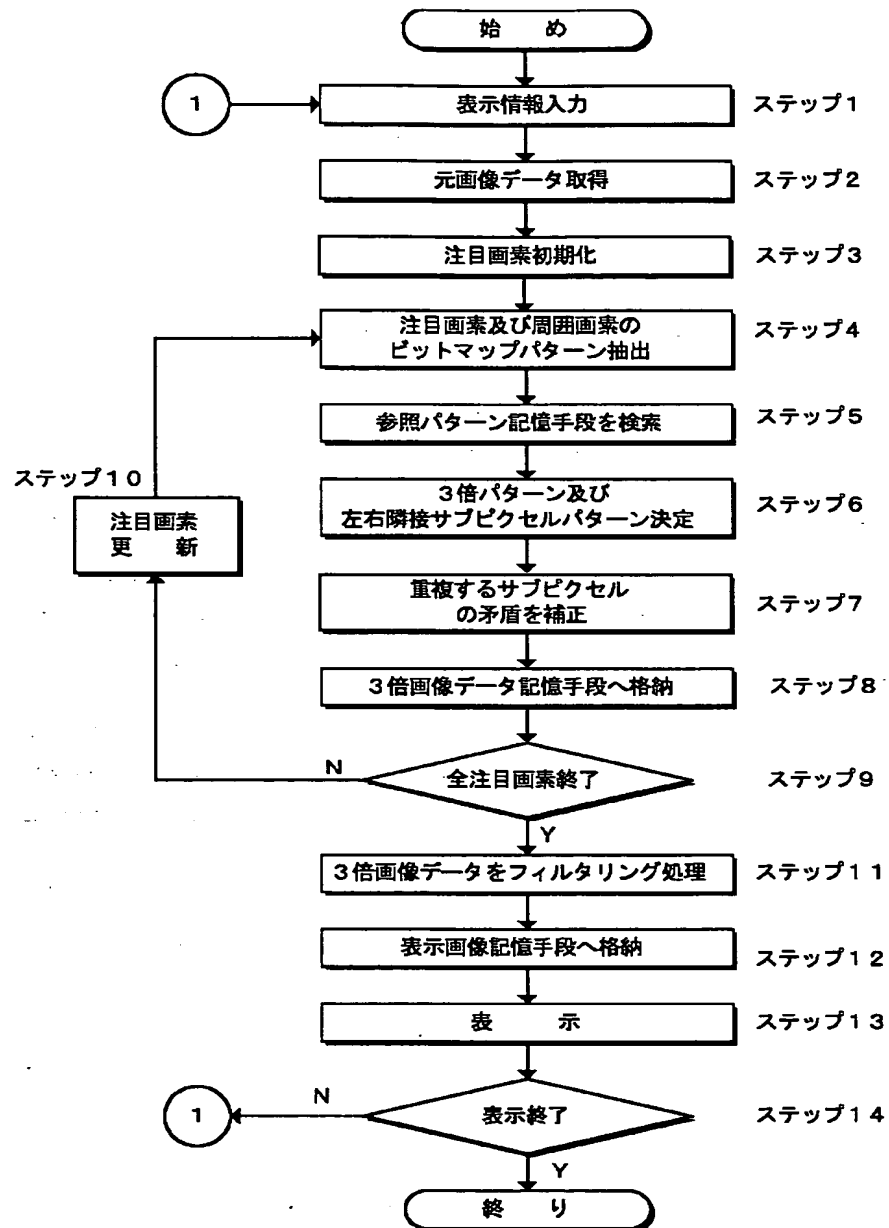 始　め
1
表示情報入力　ステップ1
元画像データ取得　ステップ2
注目画素初期化　ステップ3
注目画素及び周囲画素の
ビットマップパターン抽出　ステップ4
参照パターン記憶手段を検索　ステップ5
ステップ10
注目画素
更　新
3倍パターン及び
左右隣接サブピクセルパターン決定　ステップ6
重複するサブピクセル
の矛盾を補正　ステップ7
3倍画像データ記憶手段へ格納　ステップ8
N
全注目画素終了　ステップ9
Y
3倍画像データをフィルタリング処理　ステップ11
表示画像記憶手段へ格納　ステップ12
表　示　ステップ13
1
N
表示終了　ステップ14
Y
終　り